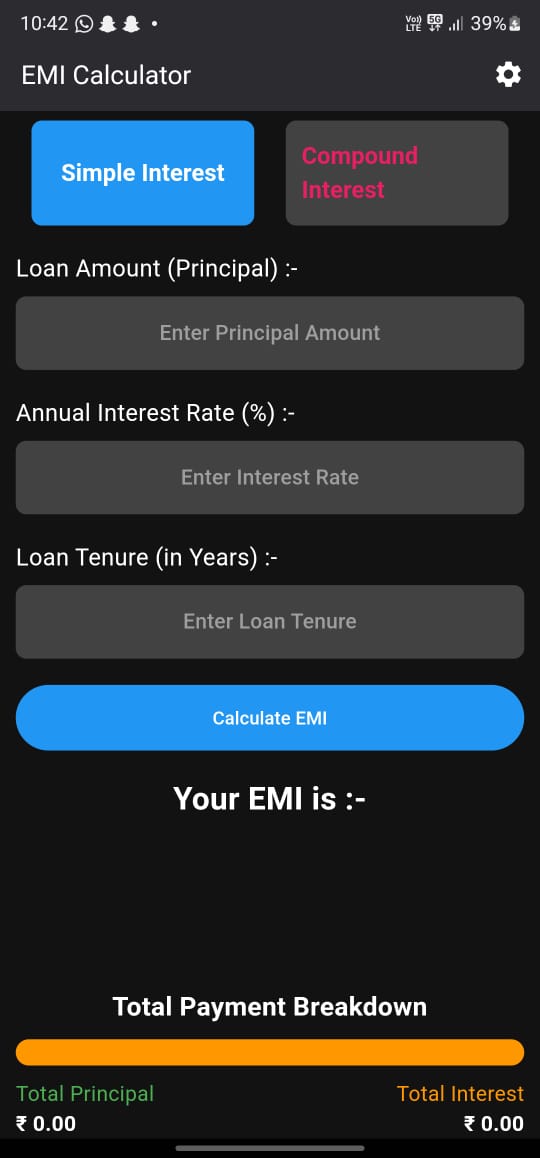 10:42 Vo)) LTE 5G 39%
EMI Calculator
Simple Interest
Compound
Interest
Loan Amount (Principal) :-
Enter Principal Amount
Annual Interest Rate (%) :-
Enter Interest Rate
Loan Tenure (in Years) :-
Enter Loan Tenure
Calculate EMI
Your EMI is :-
Total Payment Breakdown
Total Principal Total Interest
₹ 0.00 ₹ 0.00